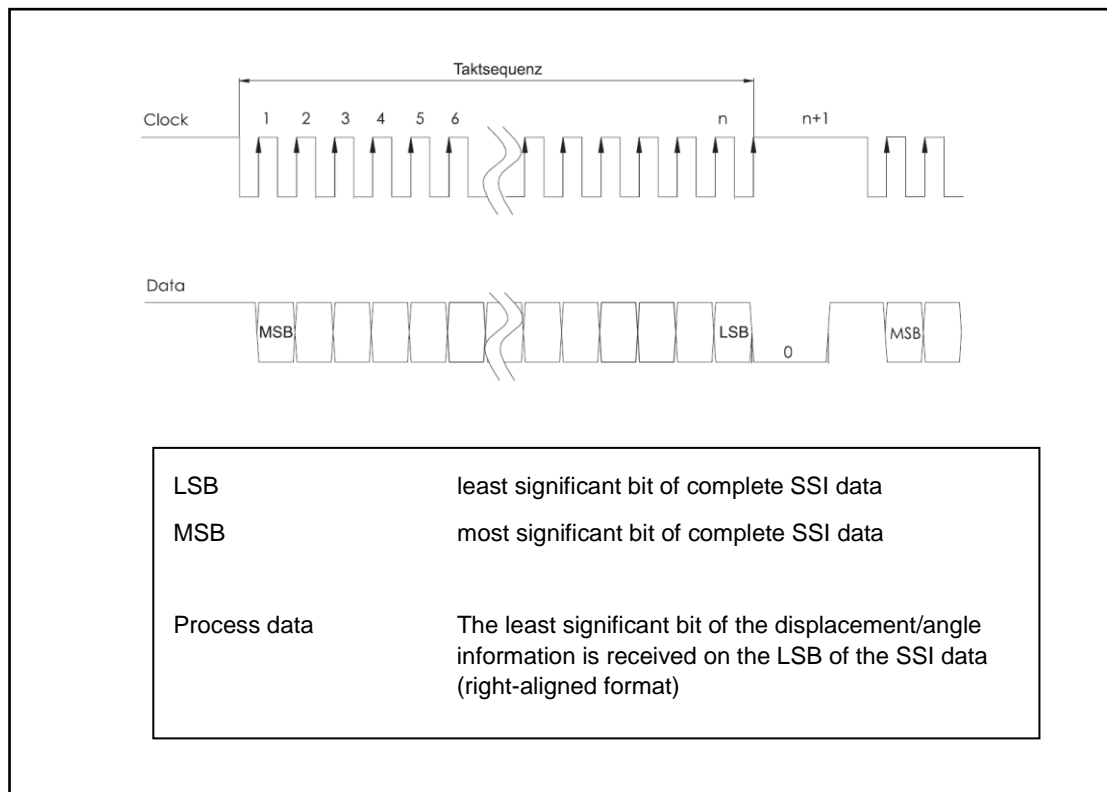 Taktsequenz
Clock 1 2 3 4 5 6 n n+1
Data
MSB LSB 0 MSB
LSB least significant bit of complete SSI data
MSB most significant bit of complete SSI data
Process data The least significant bit of the displacement/angle
information is received on the LSB of the SSI data
(right-aligned format)